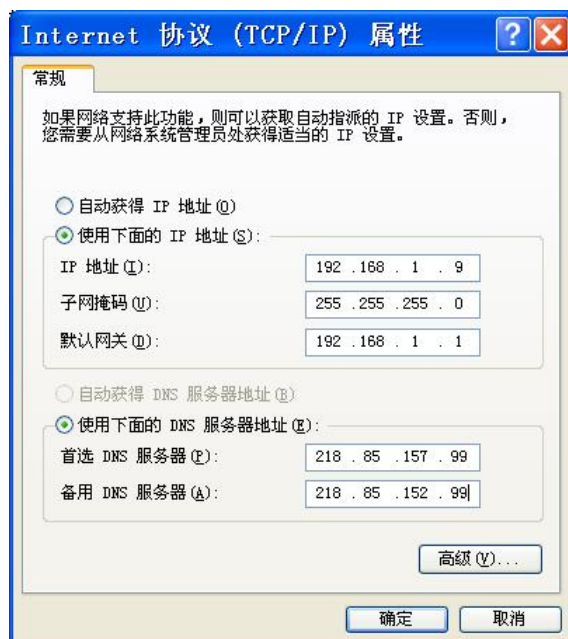 Internet 协议 (TCP/IP) 属性
常规
如果网络支持此功能，则可以获取自动指派的 IP 设置。否则，
您需要从网络系统管理员处获得适当的 IP 设置。
自动获得 IP 地址(O)
使用下面的 IP 地址(S):
IP 地址(I): 192 .168 . 1 . 9
子网掩码(U): 255 .255 .255 . 0
默认网关(D): 192 .168 . 1 . 1
自动获得 DNS 服务器地址(B)
使用下面的 DNS 服务器地址(E):
首选 DNS 服务器(P): 218 . 85 .157 . 99
备用 DNS 服务器(A): 218 . 85 .152 . 99
高级(V)...
确定 取消